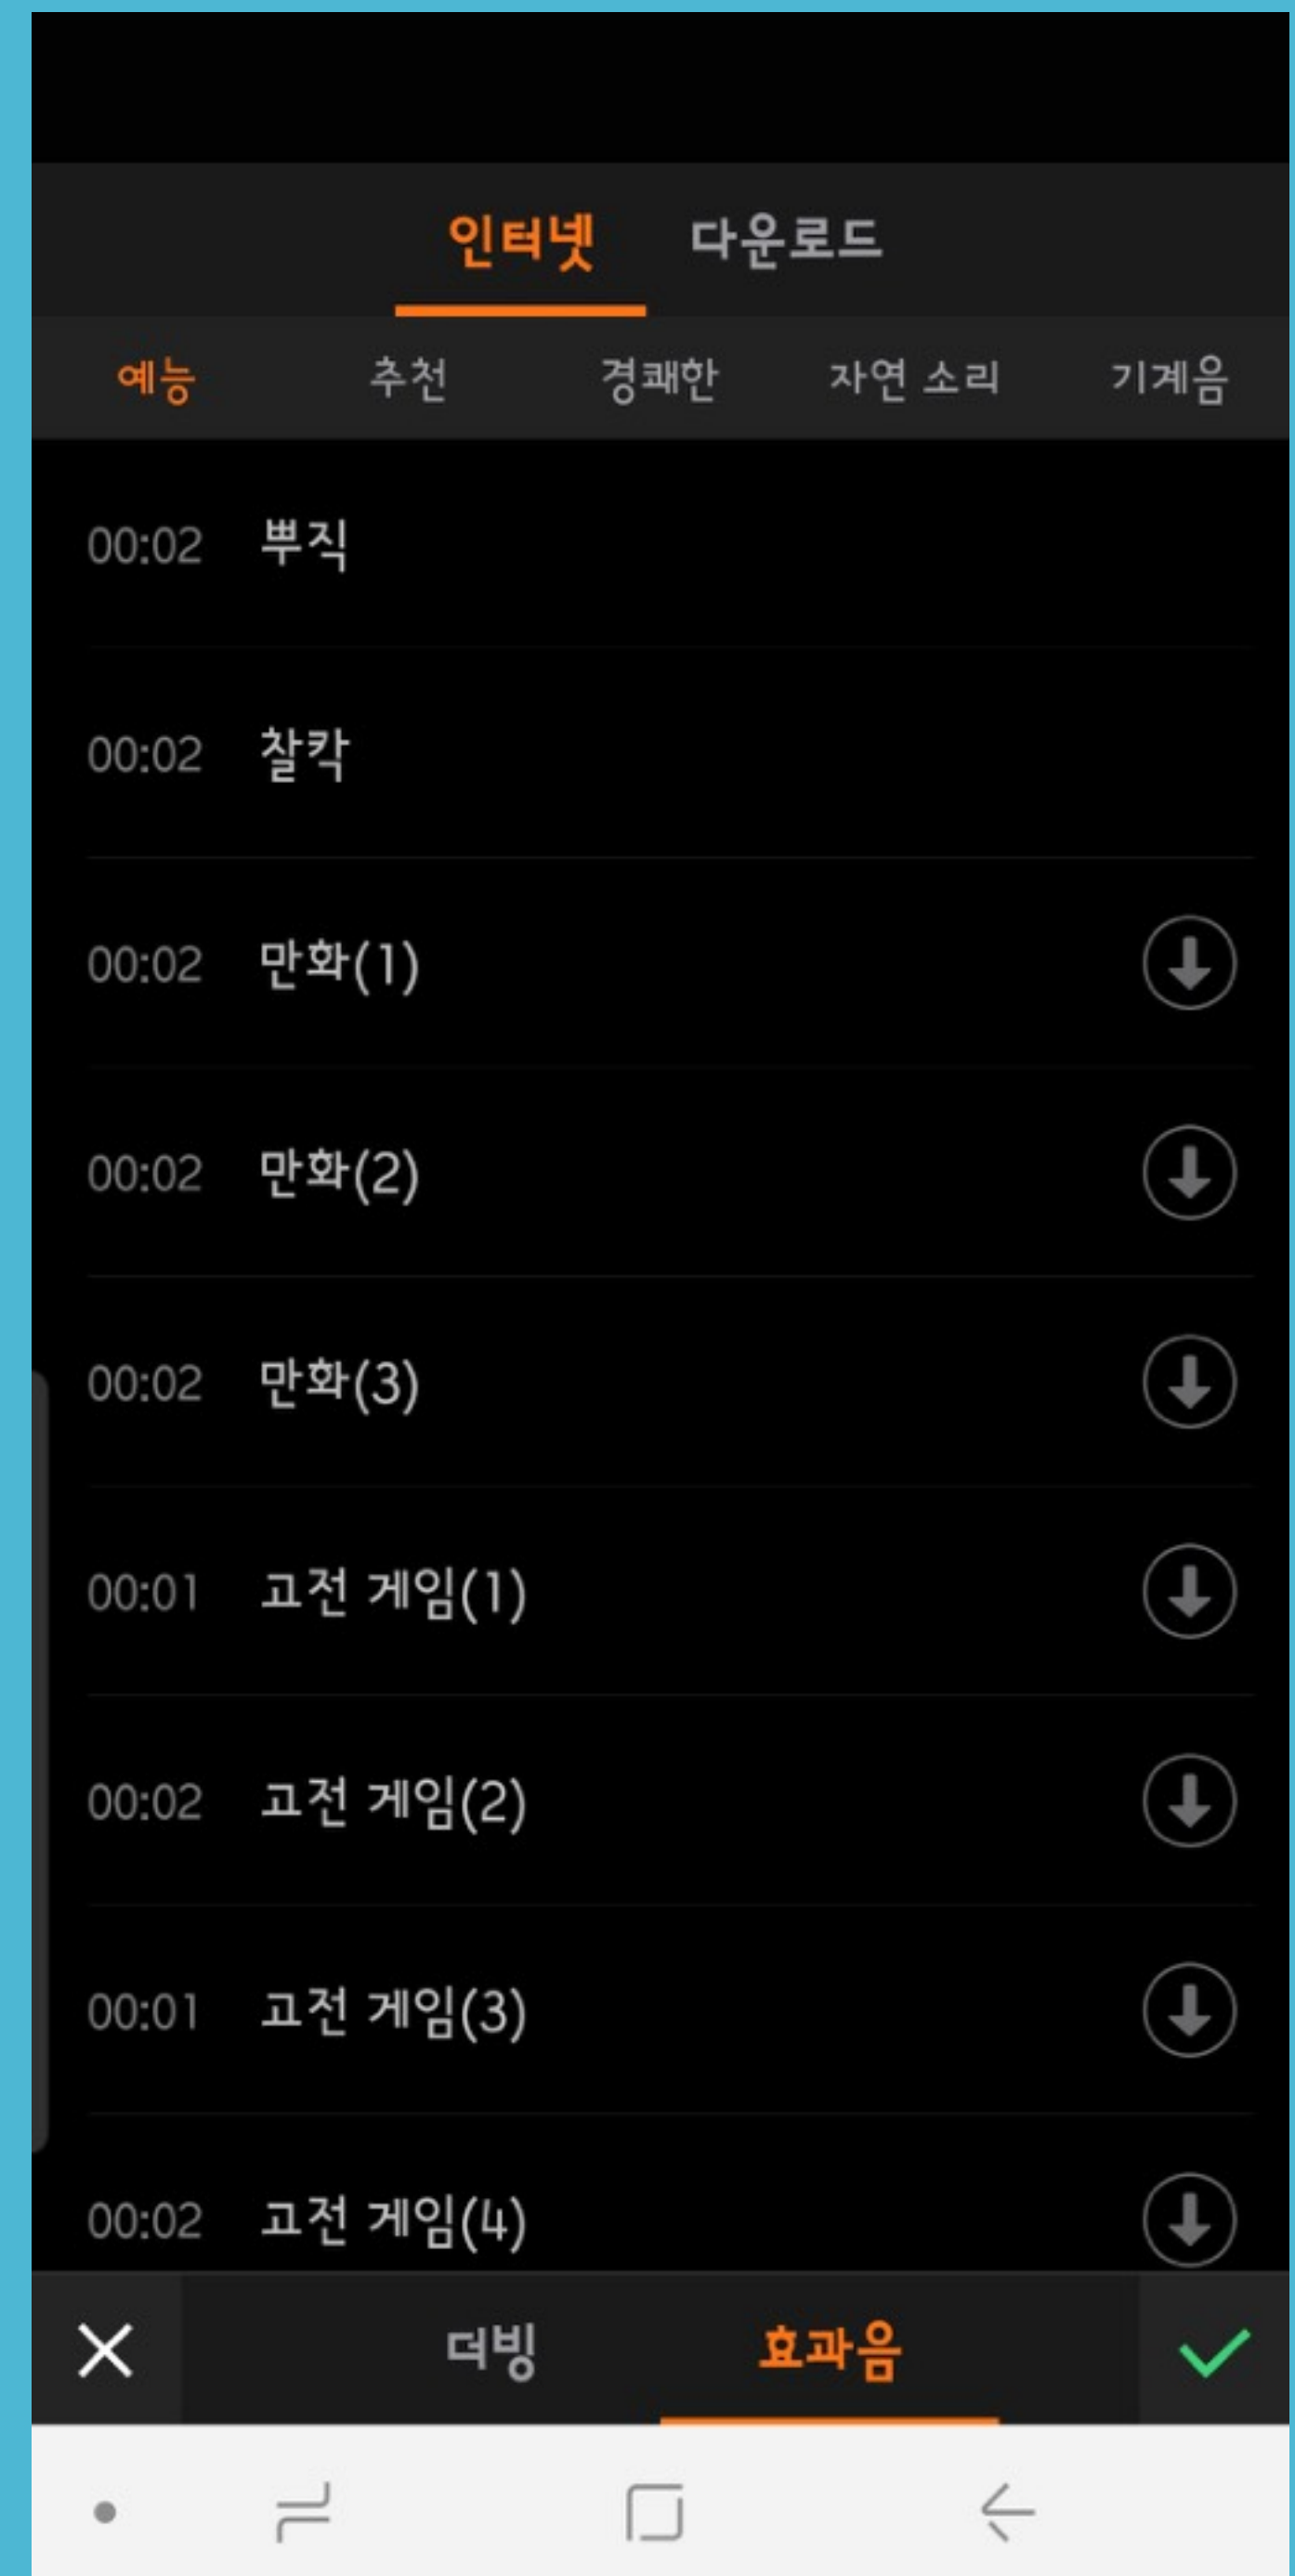 인터넷 다운로드
예능 추천 경쾌한 자연 소리 기계음
00:02 뿌직
00:02 찰칵
00:02 만화(1)
00:02 만화(2)
00:02 만화(3)
00:01 고전 게임(1)
00:02 고전 게임(2)
00:01 고전 게임(3)
00:02 고전 게임(4)
더빙 효과음